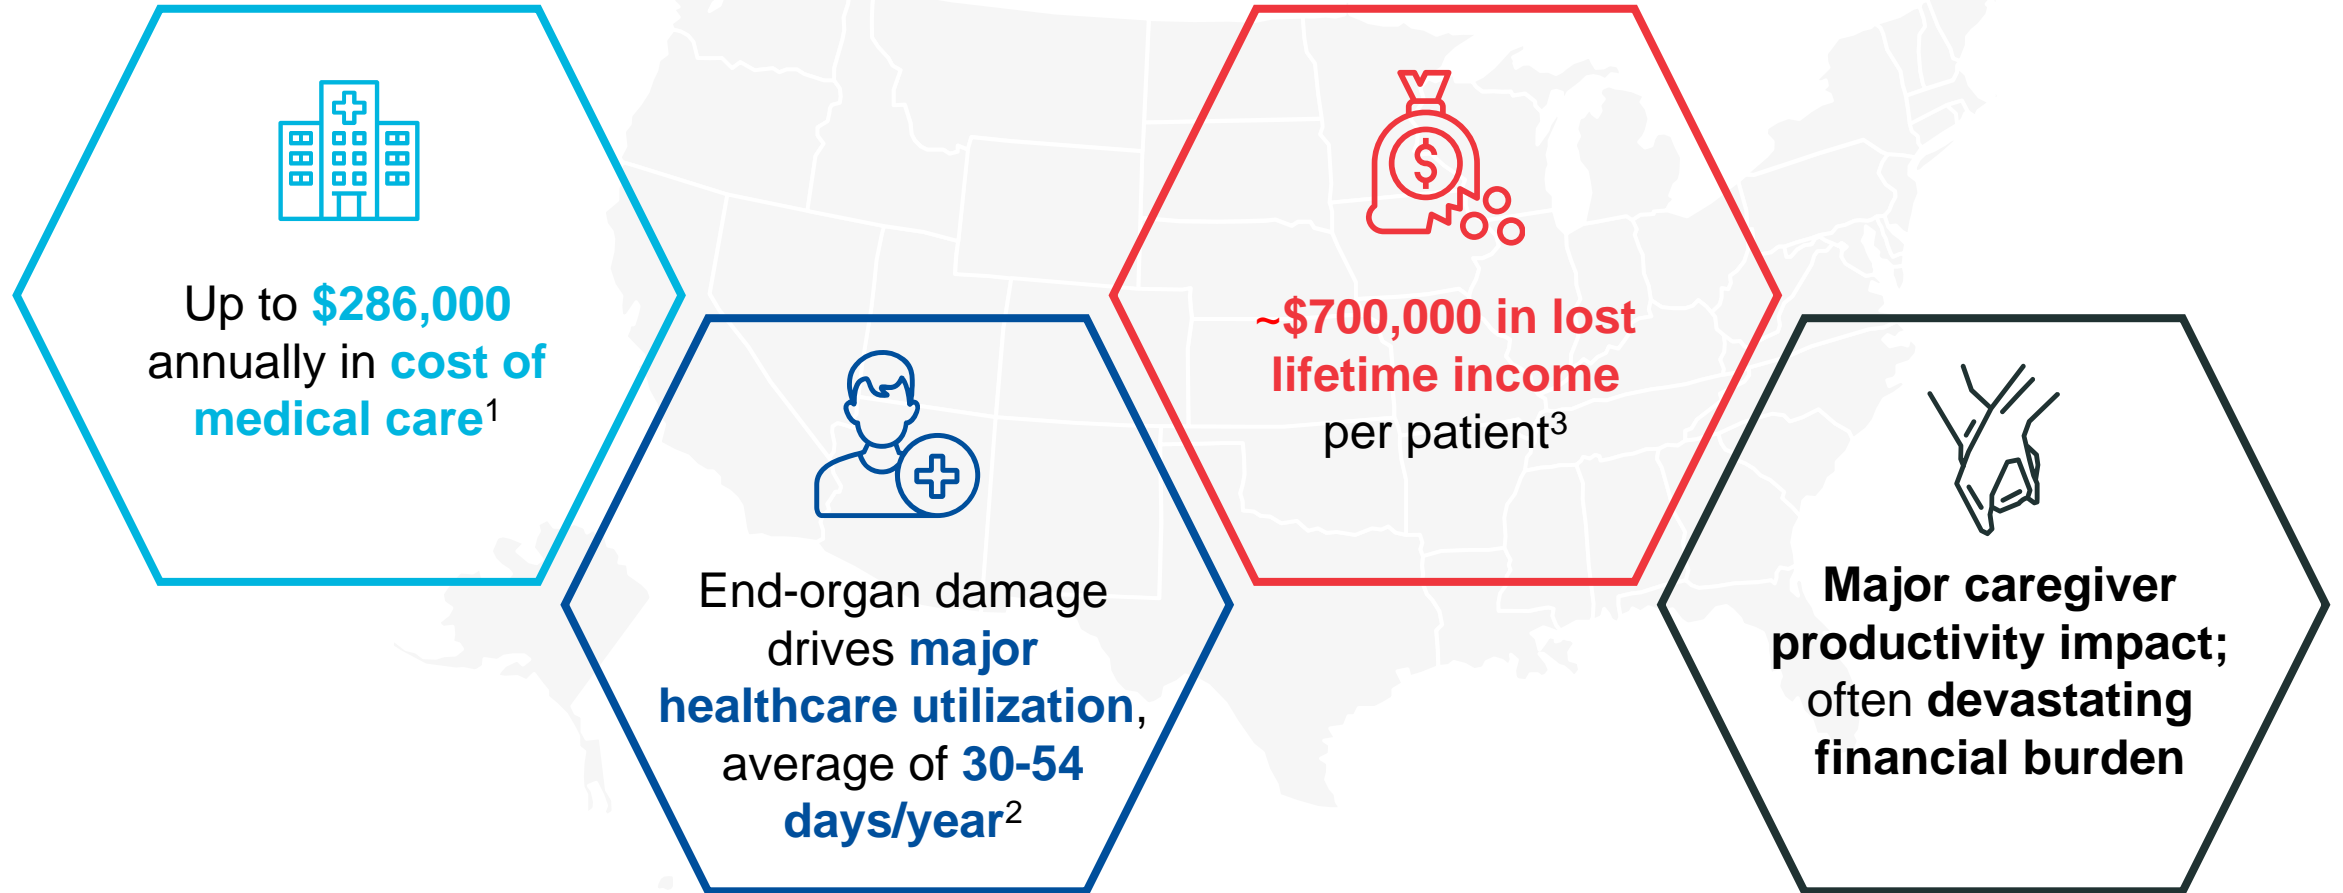 Up to $286,000
annually in cost of
medical care1
End-organ damage
drives major
healthcare utilization,
average of 30-54
days/year2
~$700,000 in lost
lifetime income
per patient3
Major caregiver
productivity impact;
often devastating
financial burden